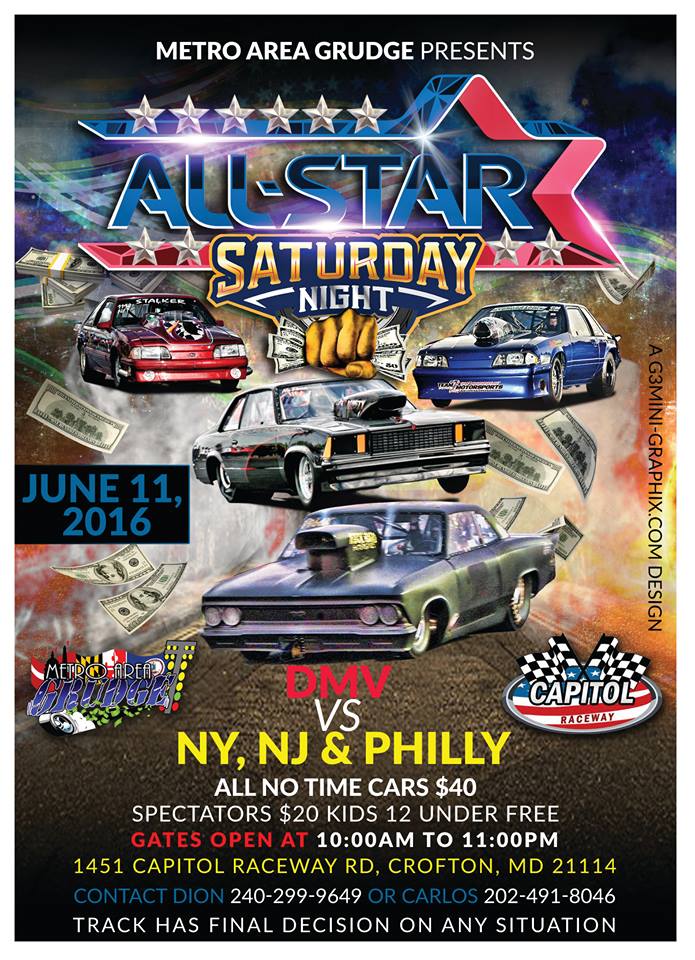 METRO AREA GRUDGE PRESENTS
ALL-STAR
SATURDAY
NIGHT
STALKER
TEAM MOTORSPORTS
A G3MINI-GRAPHIX.COM DESIGN
JUNE 11,
2016
METRO AREA
GRUDGE
CAPITOL
RACEWAY
DMV
VS
NY, NJ & PHILLY
ALL NO TIME CARS $40
SPECTATORS $20 KIDS 12 UNDER FREE
GATES OPEN AT 10:00AM TO 11:00PM
1451 CAPITOL RACEWAY RD, CROFTON, MD 21114
CONTACT DION 240-299-9649 OR CARLOS 202-491-8046
TRACK HAS FINAL DECISION ON ANY SITUATION